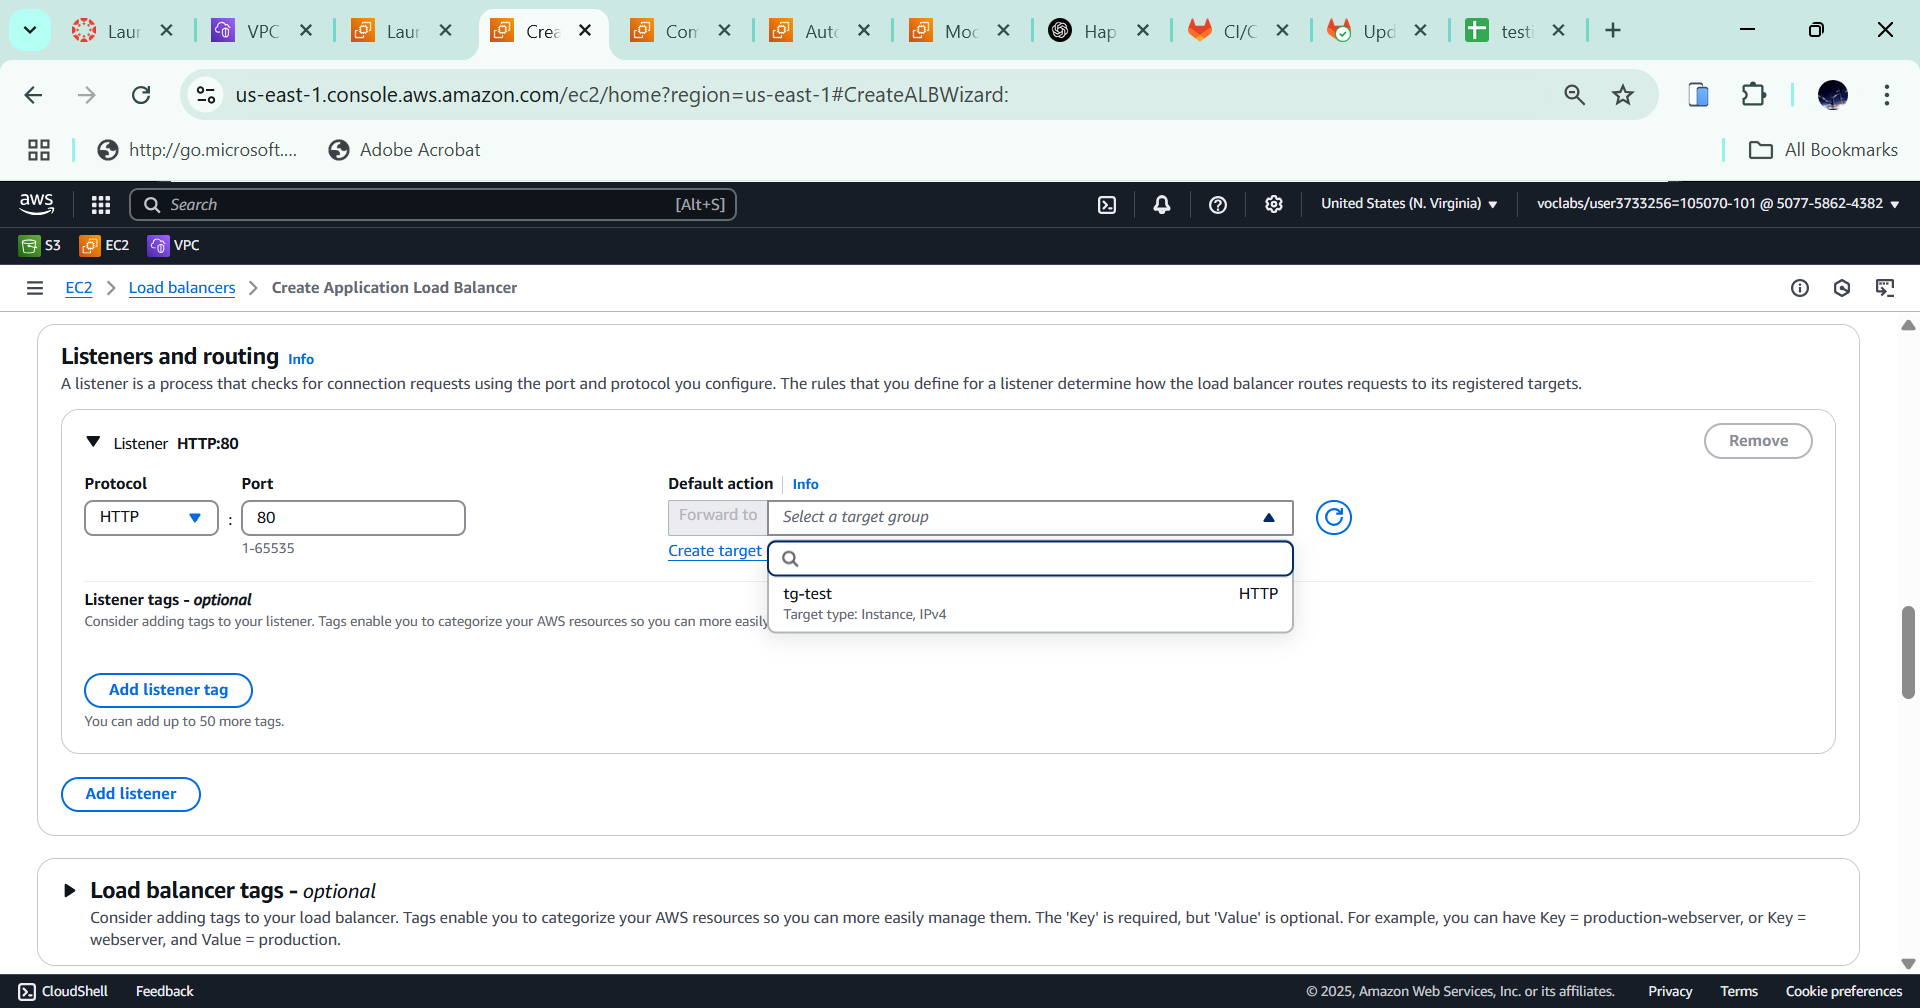 Laun
VPC
Laun
Crea
Con
Auto
Moc
Hap
CI/C
Upd
testi
us-east-1.console.aws.amazon.com/ec2/home?region=us-east-1#CreateALBWizard:
http://go.microsoft....
Adobe Acrobat
All Bookmarks
aws
Search
[Alt+S]
United States (N. Virginia)
voclabs/user3733256=105070-101 @ 5077-5862-4382
S3
EC2
VPC
EC2
Load balancers
Create Application Load Balancer
Listeners and routing Info
A listener is a process that checks for connection requests using the port and protocol you configure. The rules that you define for a listener determine how the load balancer routes requests to its registered targets.
Listener HTTP:80
Remove
Protocol
Port
Default action
Info
HTTP
:
80
Forward to
Select a target group
1-65535
Create target
tg-test
HTTP
Target type: Instance, IPv4
Listener tags - optional
Consider adding tags to your listener. Tags enable you to categorize your AWS resources so you can more easily
Add listener tag
You can add up to 50 more tags.
Add listener
Load balancer tags - optional
Consider adding tags to your load balancer. Tags enable you to categorize your AWS resources so you can more easily manage them. The 'Key' is required, but 'Value' is optional. For example, you can have Key = production-webserver, or Key =
webserver, and Value = production.
CloudShell
Feedback
© 2025, Amazon Web Services, Inc. or its affiliates.
Privacy
Terms
Cookie preferences